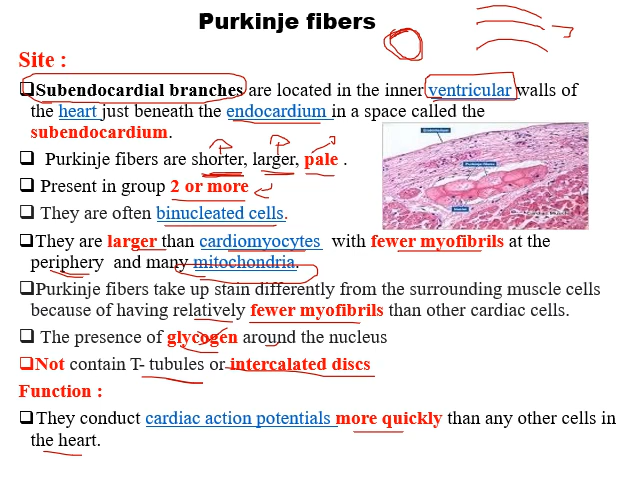 Purkinje fibers
Site :
❑Subendocardial branches are located in the inner ventricular walls of
the heart just beneath the endocardium in a space called the
subendocardium.
❑ Purkinje fibers are shorter, larger, pale .
❑ Present in group 2 or more
❑ They are often binucleated cells.
❑They are larger than cardiomyocytes with fewer myofibrils at the
periphery and many mitochondria.
❑Purkinje fibers take up stain differently from the surrounding muscle cells
because of having relatively fewer myofibrils than other cardiac cells.
❑ The presence of glycogen around the nucleus
❑Not contain T- tubules or intercalated discs
Function :
❑They conduct cardiac action potentials more quickly than any other cells in
the heart.
Cardiac Muscle